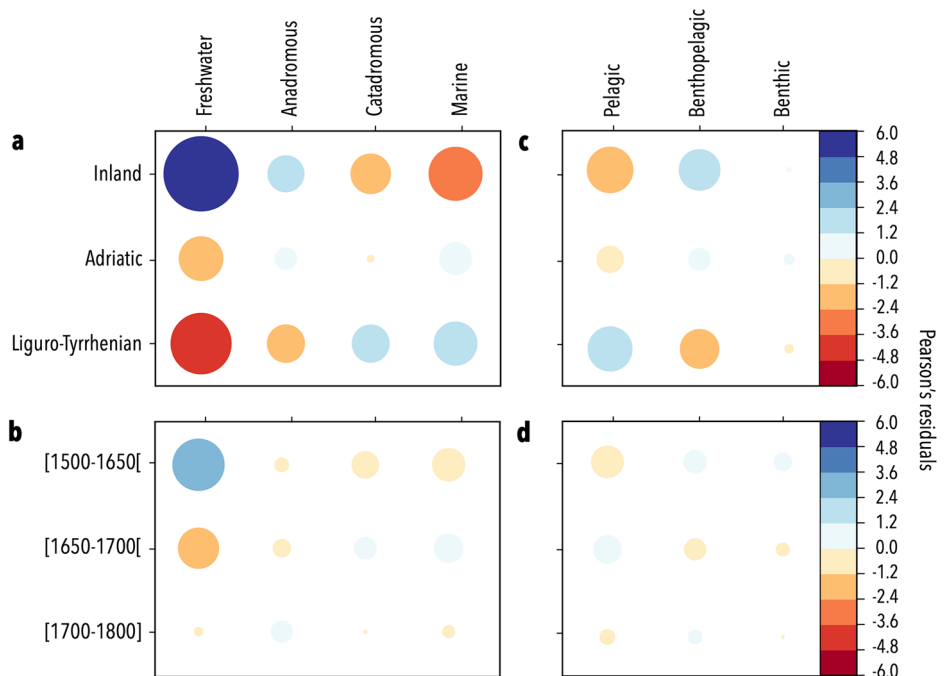 Freshwater
Anadromous
Catadromous
Marine
Pelagic
Benthopelagic
Benthic
a
c
Inland
Adriatic
Liguro-Tyrrhenian
6.0
4.8
3.6
2.4
1.2
0.0
-1.2
-2.4
-3.6
-4.8
-6.0
Pearson's residuals
b
d
[1500-1650[
[1650-1700[
[1700-1800]
6.0
4.8
3.6
2.4
1.2
0.0
-1.2
-2.4
-3.6
-4.8
-6.0